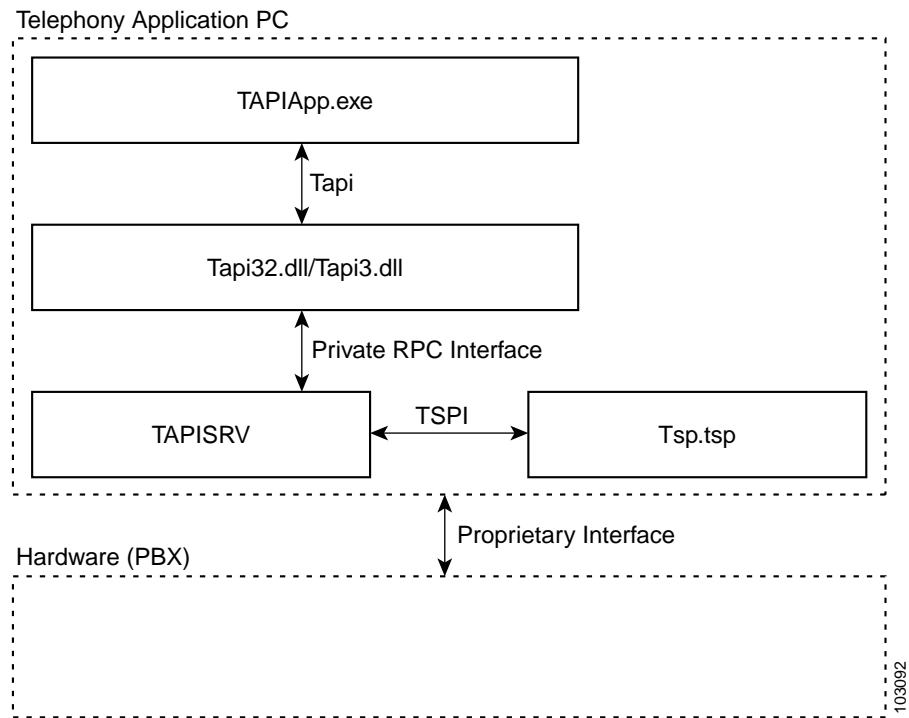 Telephony Application PC
TAPIApp.exe
Tapi
Tapi32.dll/Tapi3.dll
Private RPC Interface
TAPISRV
TSPI
Tsp.tsp
Proprietary Interface
Hardware (PBX)
103092